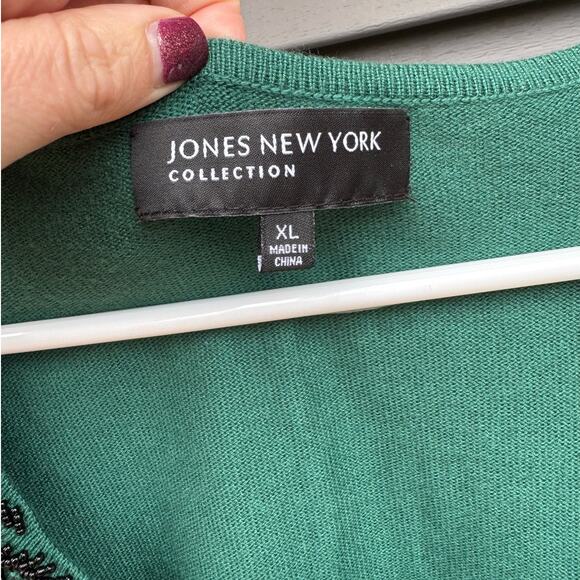 JONES NEW YORK
COLLECTION
XL
MADE IN
CHINA